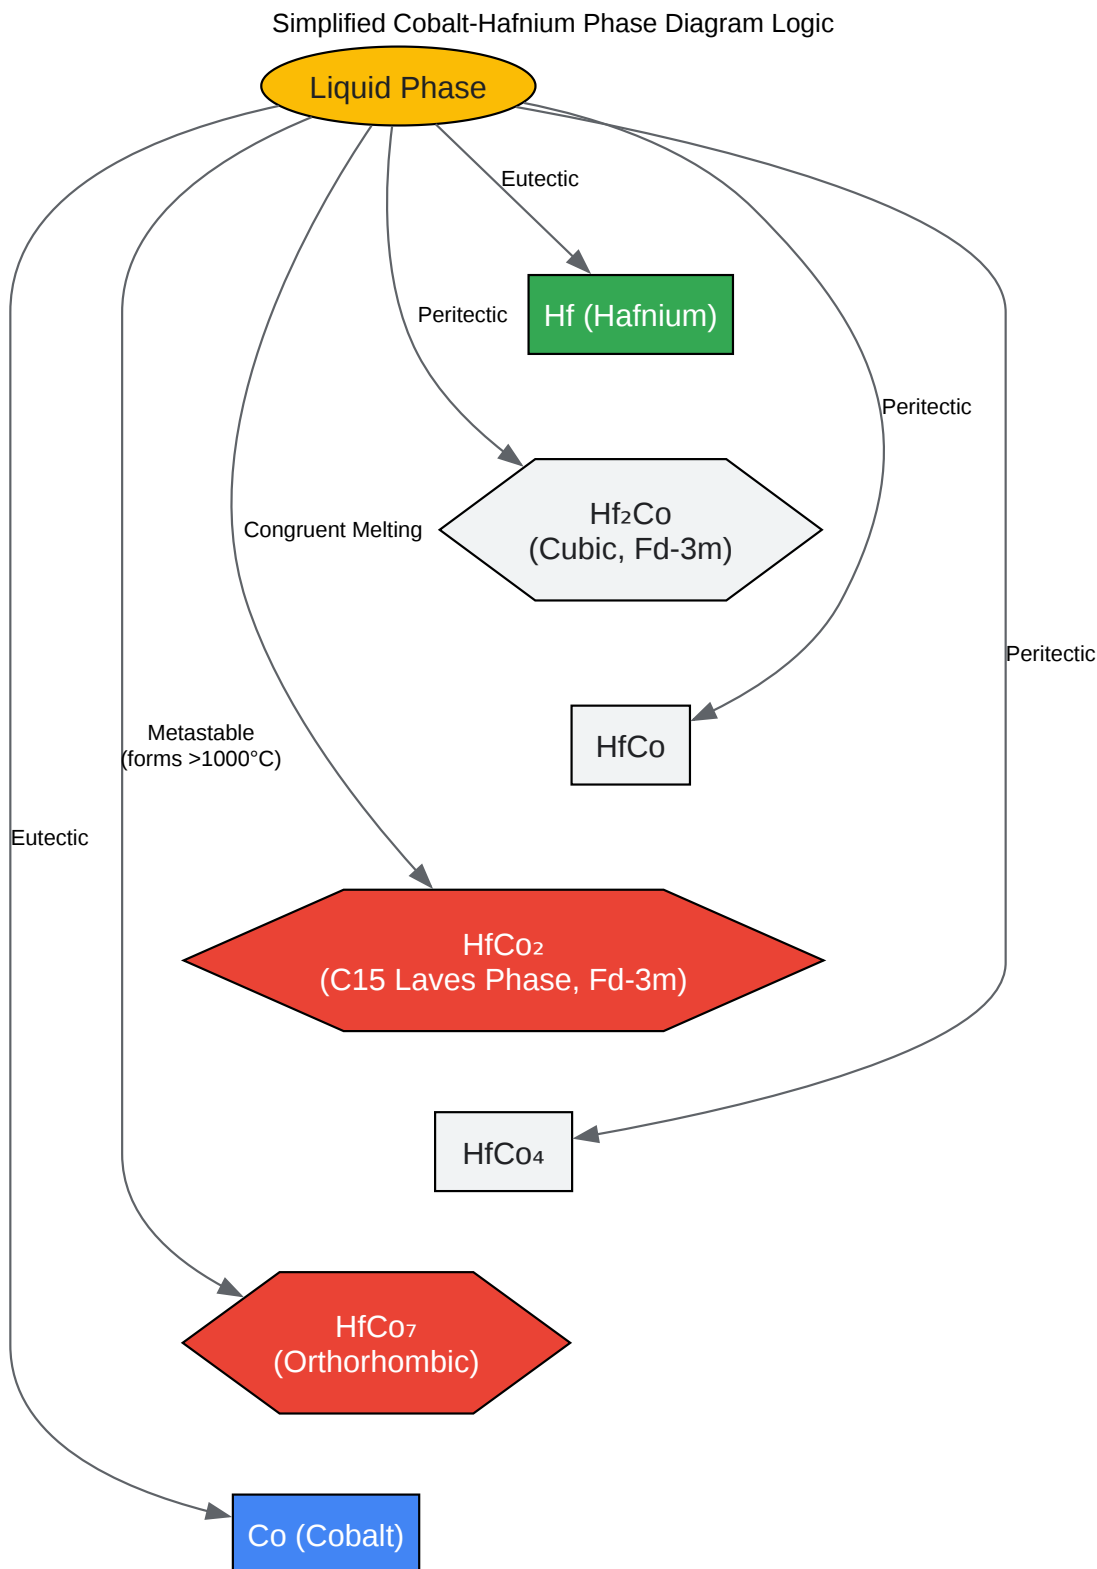 Simplified Cobalt-Hafnium Phase Diagram Logic
Liquid Phase
Eutectic
Hf (Hafnium)
Peritectic
Peritectic
Hf₂Co
(Cubic, Fd-3m)
Congruent Melting
Peritectic
HfCo
Metastable
(forms >1000°C)
Eutectic
HfCo₂
(C15 Laves Phase, Fd-3m)
HfCo₄
HfCo₇
(Orthorhombic)
Co (Cobalt)